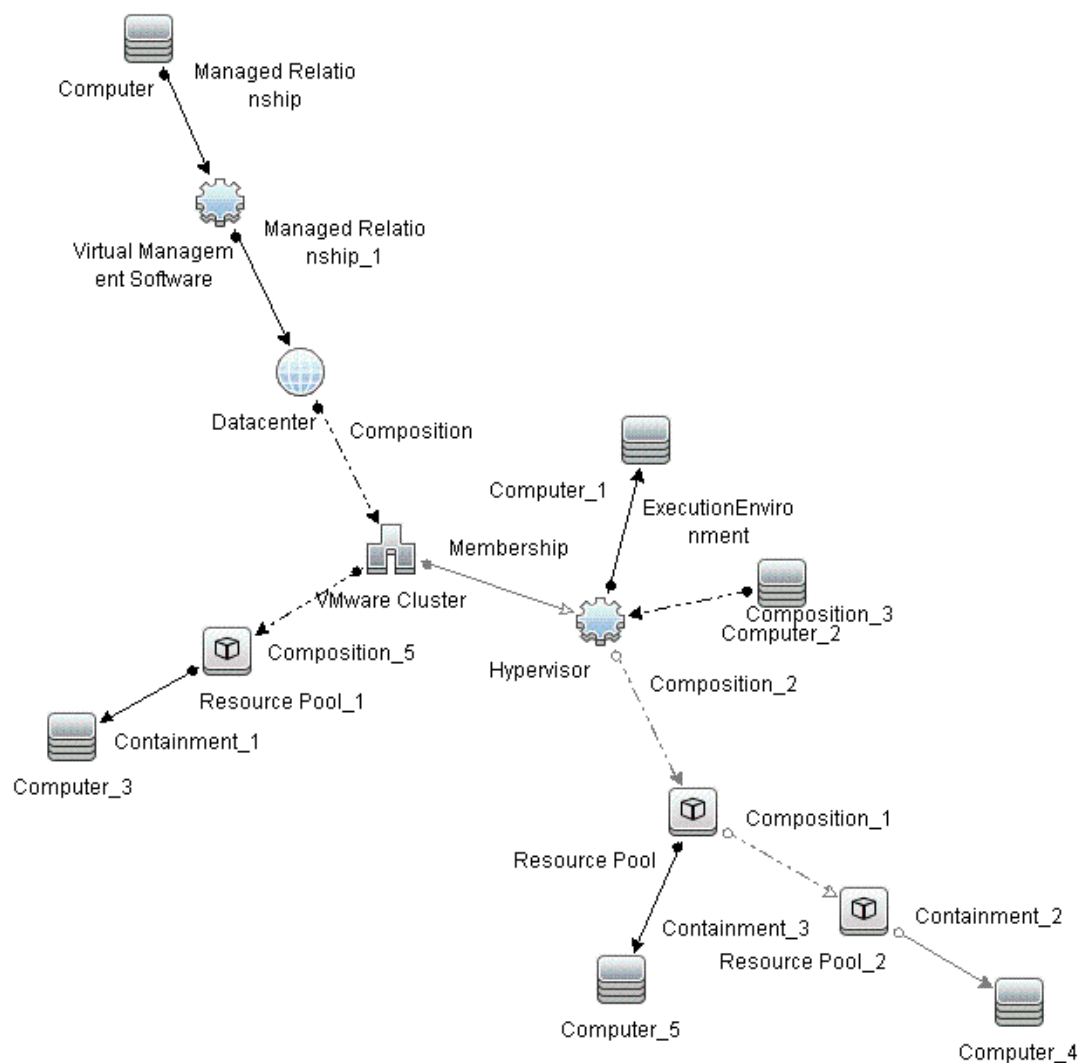 Managed Relatio
nship
Computer
Managed Relatio
nship_1
Virtual Managem
ent Software
Datacenter
Composition
Computer_1
ExecutionEnviro
nment
Membership
VMware Cluster
Composition_3
Computer_2
Composition_5
Hypervisor
Composition_2
Resource Pool_1
Containment_1
Computer_3
Composition_1
Resource Pool
Containment_2
Containment_3
Resource Pool_2
Computer_5
Computer_4